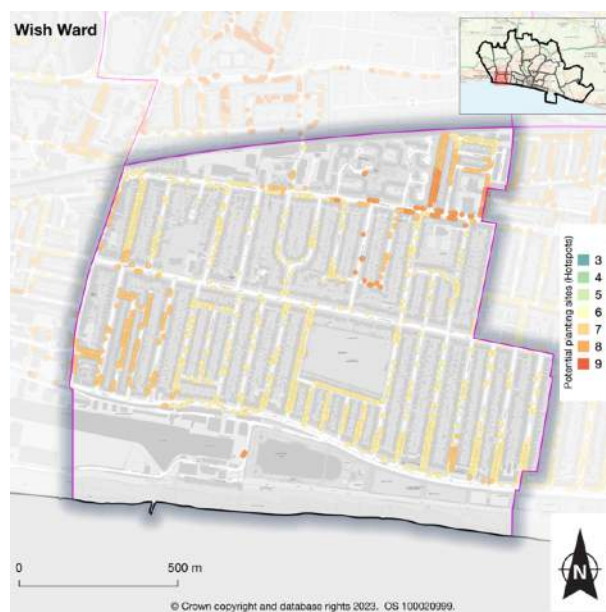 Wish Ward
Potential planting sites (Hotspots)
3
4
5
6
7
8
9
0
500 m
N
© Crown copyright and database rights 2023. OS 100020999.